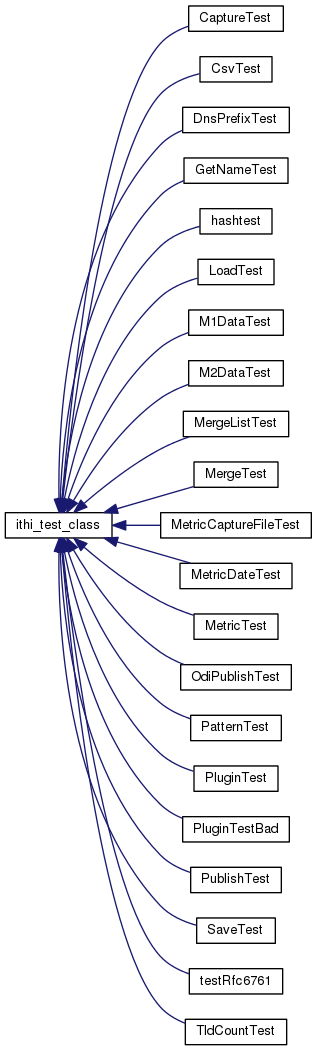 CaptureTest
CsvTest
DnsPrefixTest
GetNameTest
hashtest
LoadTest
M1DataTest
M2DataTest
MergeListTest
MergeTest
ithi_test_class
MetricCaptureFileTest
MetricDateTest
MetricTest
OdiPublishTest
PatternTest
PluginTest
PluginTestBad
PublishTest
SaveTest
testRfc6761
TldCountTest